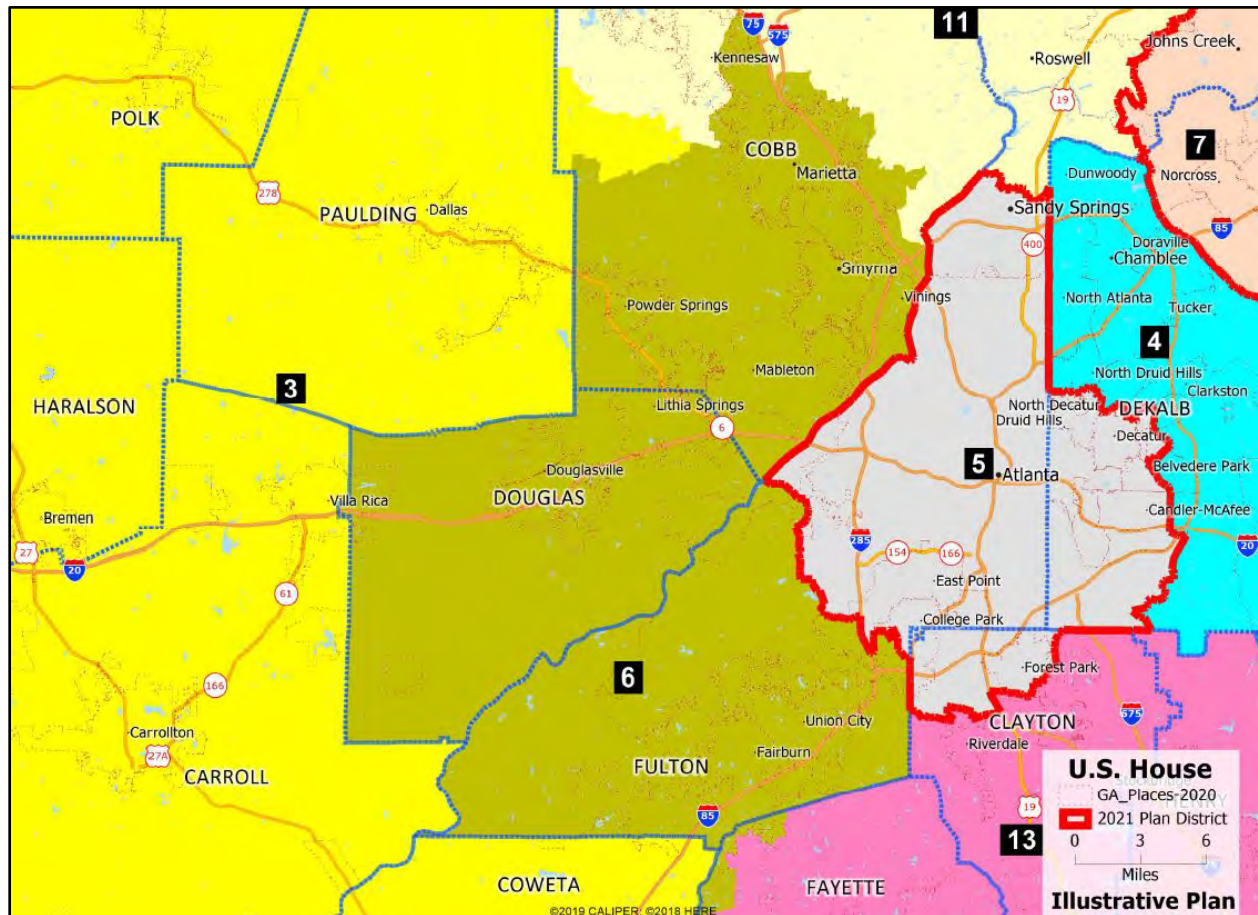 75
575
11
Kennesaw
Roswell
Johns Creek
19
POLK
COBB
7
Marietta
Dunwoody
Norcross
278
Dallas
PAULDING
Sandy Springs
85
400
Doraville
Chamblee
Smyrna
Vinings
North Atlanta
Powder Springs
Tucker
4
Mableton
North Druid Hills
3
Clarkston
HARALSON
Lithia Springs
North Decatur
DEKALB
Druid Hills
6
Decatur
Douglasville
5
Atlanta
Belvedere Park
DOUGLAS
Villa Rica
Candler-McAfee
Bremen
27
285
154
166
20
20
East Point
61
College Park
Forest Park
6
166
Union City
CLAYTON
675
Carrollton
Riverdale
27A
Fairburn
CARROLL
FULTON
U.S. House
GA_Places-2020
HENRY
85
19
2021 Plan District
13
0 3 6
Miles
COWETA
FAYETTE
Illustrative Plan
©2019 CALIPER; ©2018 HERE